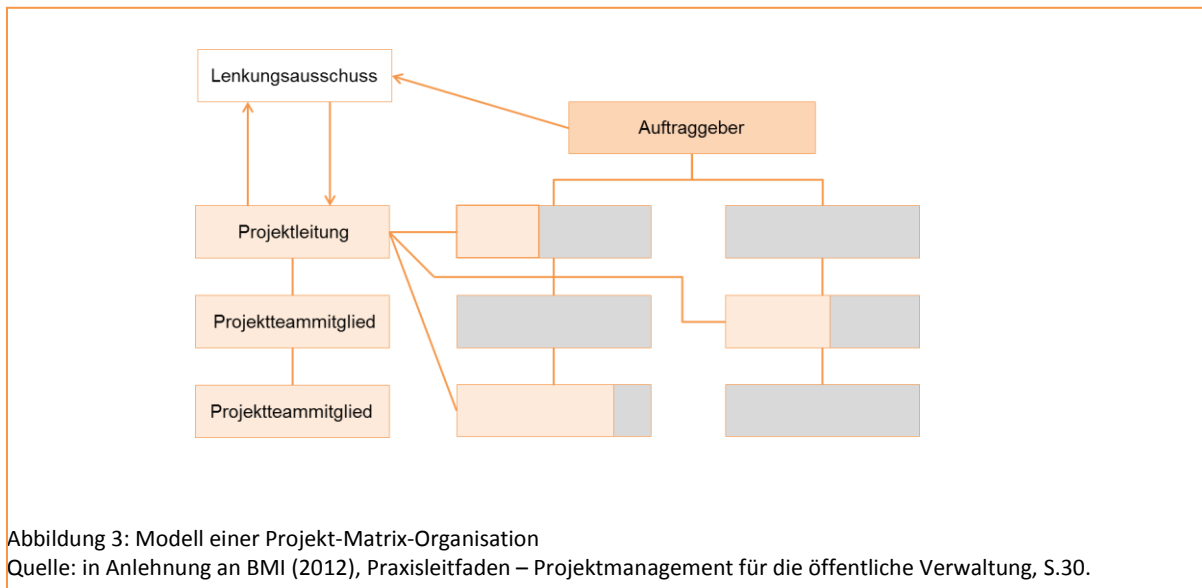 Lenkungsausschuss
Auftraggeber
Projektleitung
Projektteammitglied
Projektteammitglied
Abbildung 3: Modell einer Projekt-Matrix-Organisation
Quelle: in Anlehnung an BMI (2012), Praxisleitfaden – Projektmanagement für die öffentliche Verwaltung, S.30.